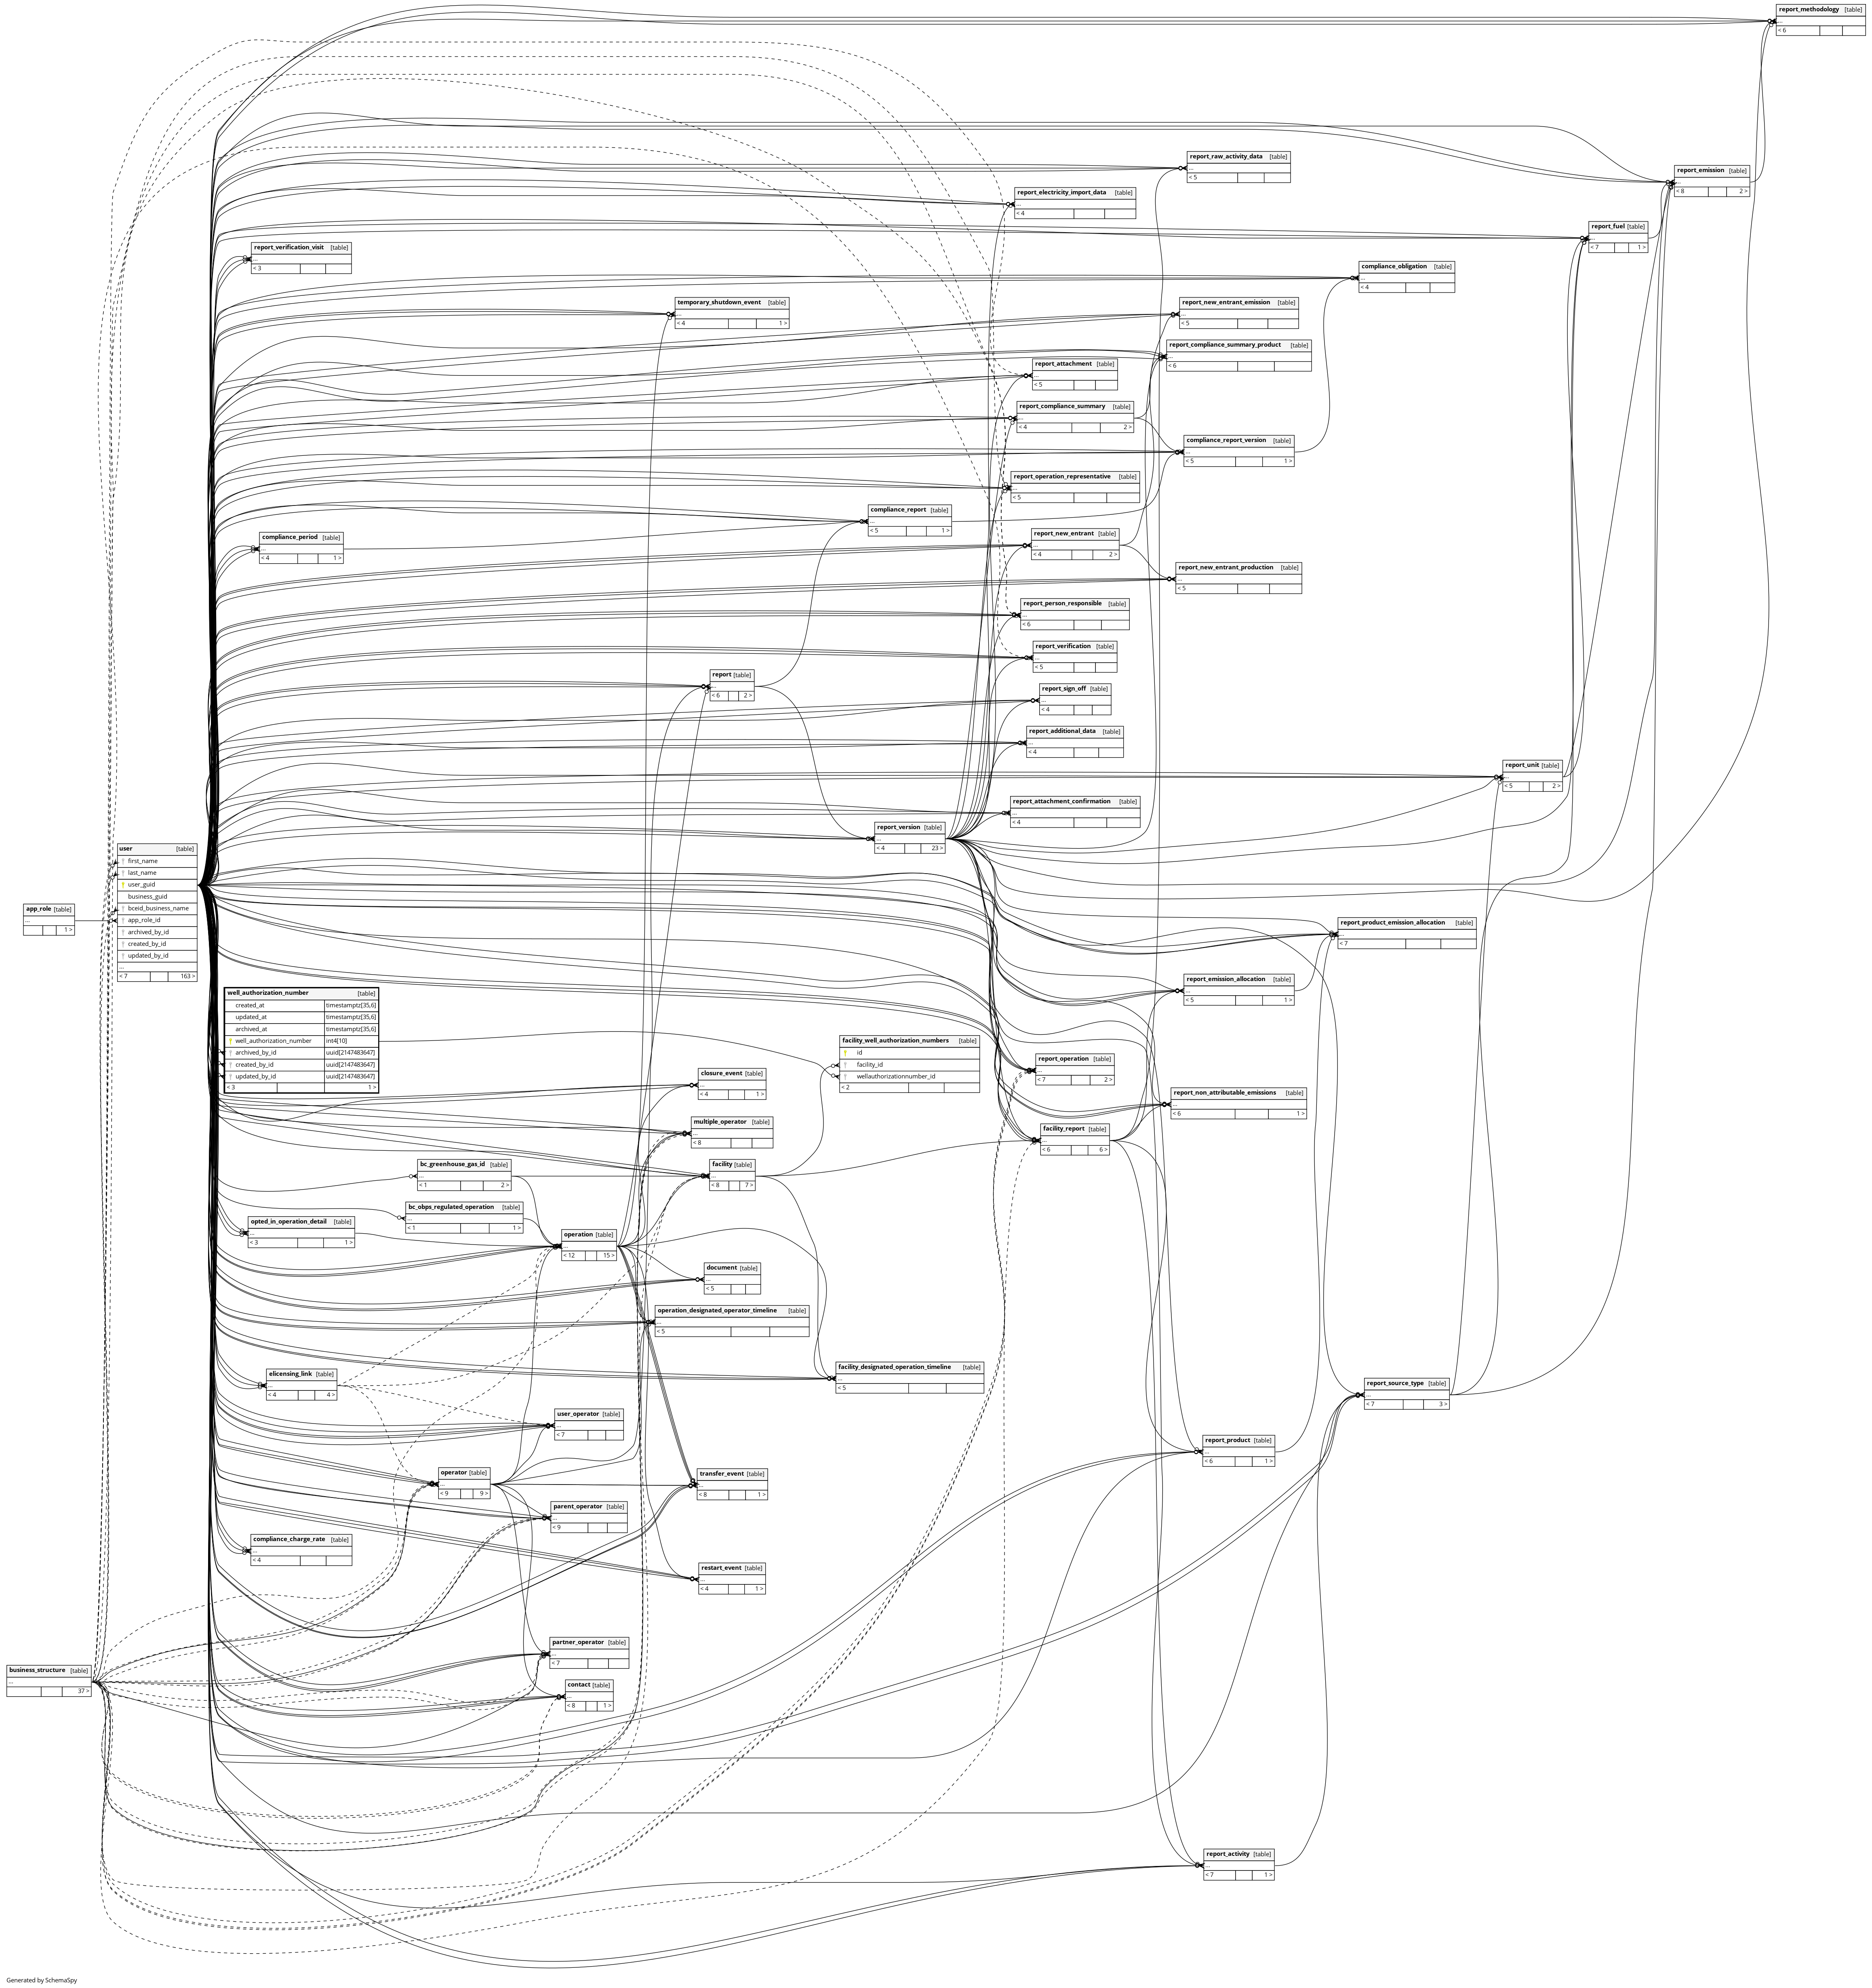 report_methodology [table]
...
< 6
report_raw_activity_data [table]
...
< 5
report_emission [table]
...
< 8 2 >
report_electricity_import_data [table]
...
< 4
report_fuel [table]
...
< 7 1 >
report_verification_visit [table]
...
< 3
compliance_obligation [table]
...
< 4
temporary_shutdown_event [table]
...
< 4 1 >
report_new_entrant_emission [table]
...
< 5
report_compliance_summary_product [table]
...
< 6
report_attachment [table]
...
< 5
report_compliance_summary [table]
...
< 4 2 >
compliance_report_version [table]
...
< 5 1 >
report_operation_representative [table]
...
< 5
compliance_report [table]
...
< 5 1 >
compliance_period [table]
...
< 4 1 >
report_new_entrant [table]
...
< 4 2 >
report_new_entrant_production [table]
...
< 5
report_person_responsible [table]
...
< 6
report_verification [table]
...
< 5
report [table]
...
< 6 2 >
report_sign_off [table]
...
< 4
report_additional_data [table]
...
< 4
report_unit [table]
...
< 5 2 >
report_attachment_confirmation [table]
...
< 4
report_version [table]
...
< 4 23 >
user [table]
first_name
last_name
user_guid
business_guid
bceid_business_name
app_role_id
archived_by_id
created_by_id
updated_by_id
...
< 7 163 >
app_role [table]
...
1 >
report_product_emission_allocation [table]
...
< 7
report_emission_allocation [table]
...
< 5 1 >
well_authorization_number [table]
created_at timestamptz[35,6]
updated_at timestamptz[35,6]
archived_at timestamptz[35,6]
well_authorization_number int4[10]
archived_by_id uuid[2147483647]
created_by_id uuid[2147483647]
updated_by_id uuid[2147483647]
< 3 1 >
facility_well_authorization_numbers [table]
id
facility_id
wellauthorizationnumber_id
< 2
report_operation [table]
...
< 7 2 >
closure_event [table]
...
< 4 1 >
report_non_attributable_emissions [table]
...
< 6 1 >
multiple_operator [table]
...
< 8
facility_report [table]
...
< 6 6 >
bc_greenhouse_gas_id [table]
...
< 1 2 >
facility [table]
...
< 8 7 >
bc_obps_regulated_operation [table]
...
< 1 1 >
opted_in_operation_detail [table]
...
< 3 1 >
operation [table]
...
< 12 15 >
document [table]
...
< 5
operation_designated_operator_timeline [table]
...
< 5
facility_designated_operation_timeline [table]
...
< 5
elicensing_link [table]
...
< 4 4 >
report_source_type [table]
...
< 7 3 >
user_operator [table]
...
< 7
report_product [table]
...
< 6 1 >
operator [table]
...
< 9 9 >
transfer_event [table]
...
< 8 1 >
parent_operator [table]
...
< 9
compliance_charge_rate [table]
...
< 4
restart_event [table]
...
< 4 1 >
partner_operator [table]
...
< 7
business_structure [table]
...
37 >
contact [table]
...
< 8 1 >
report_activity [table]
...
< 7 1 >
Generated by SchemaSpy